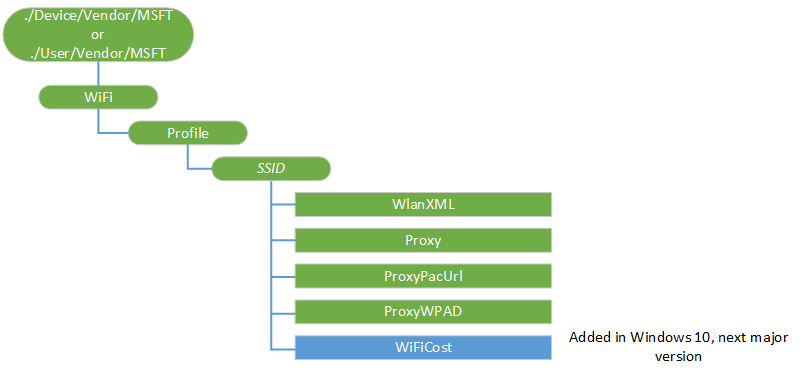 ./Device/Vendor/MSFT
or
./User/Vendor/MSFT
WiFi
Profile
SSID
WlanXML
Proxy
ProxyPacUrl
ProxyWPAD
WiFiCost
Added in Windows 10, next major
version